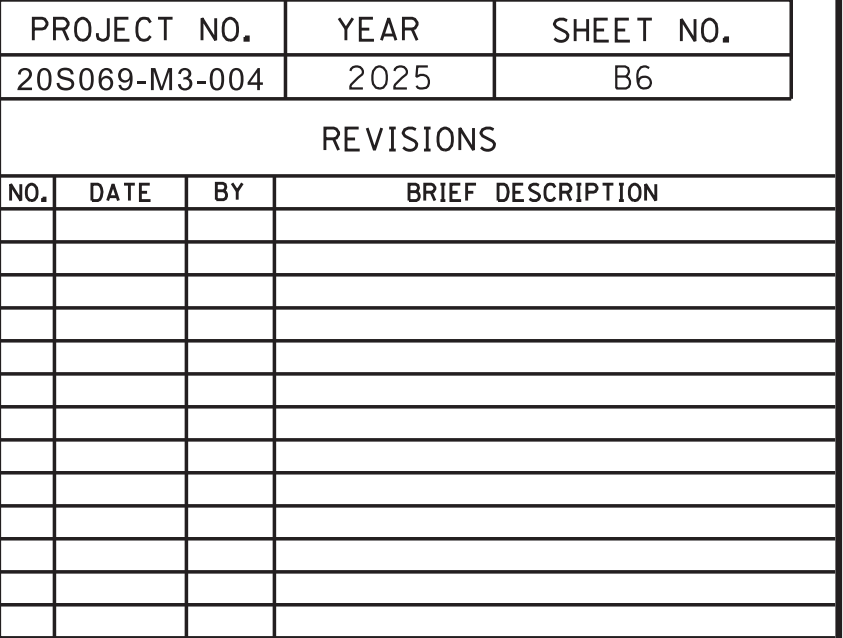 PROJECT NO. YEAR SHEET NO.
20S069-M3-004 2025 B6
REVISIONS
NO. DATE BY BRIEF DESCRIPTION